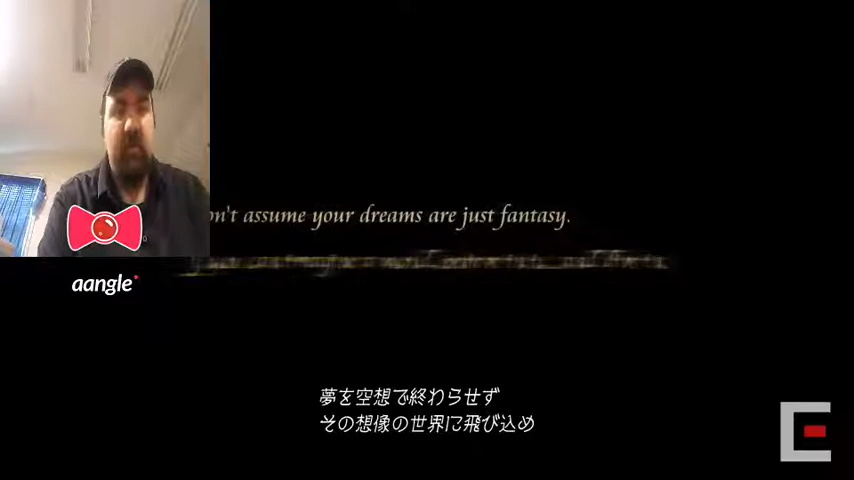 on't assume your dreams are just fantasy.
aangle
夢を空想で終わらせず
その想像の世界に飛び込め